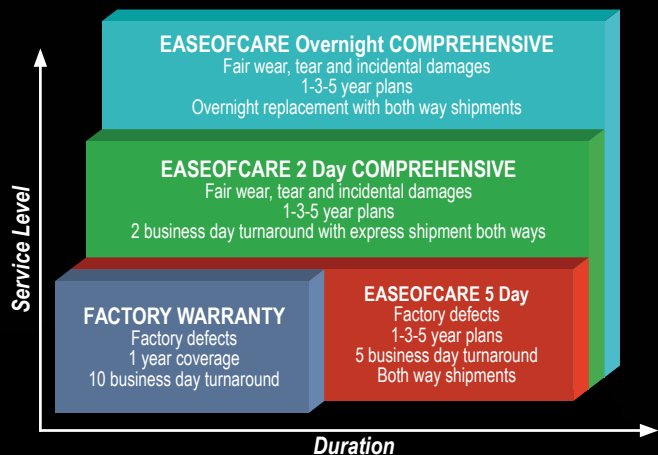 EASEOFCARE Overnight COMPREHENSIVE
Fair wear, tear and incidental damages
1-3-5 year plans
Overnight replacement with both way shipments
EASEOFCARE 2 Day COMPREHENSIVE
Fair wear, tear and incidental damages
1-3-5 year plans
2 business day turnaround with express shipment both ways
FACTORY WARRANTY
Factory defects
1 year coverage
10 business day turnaround
EASEOFCARE 5 Day
Factory defects
1-3-5 year plans
5 business day turnaround
Both way shipments
Service Level
Duration